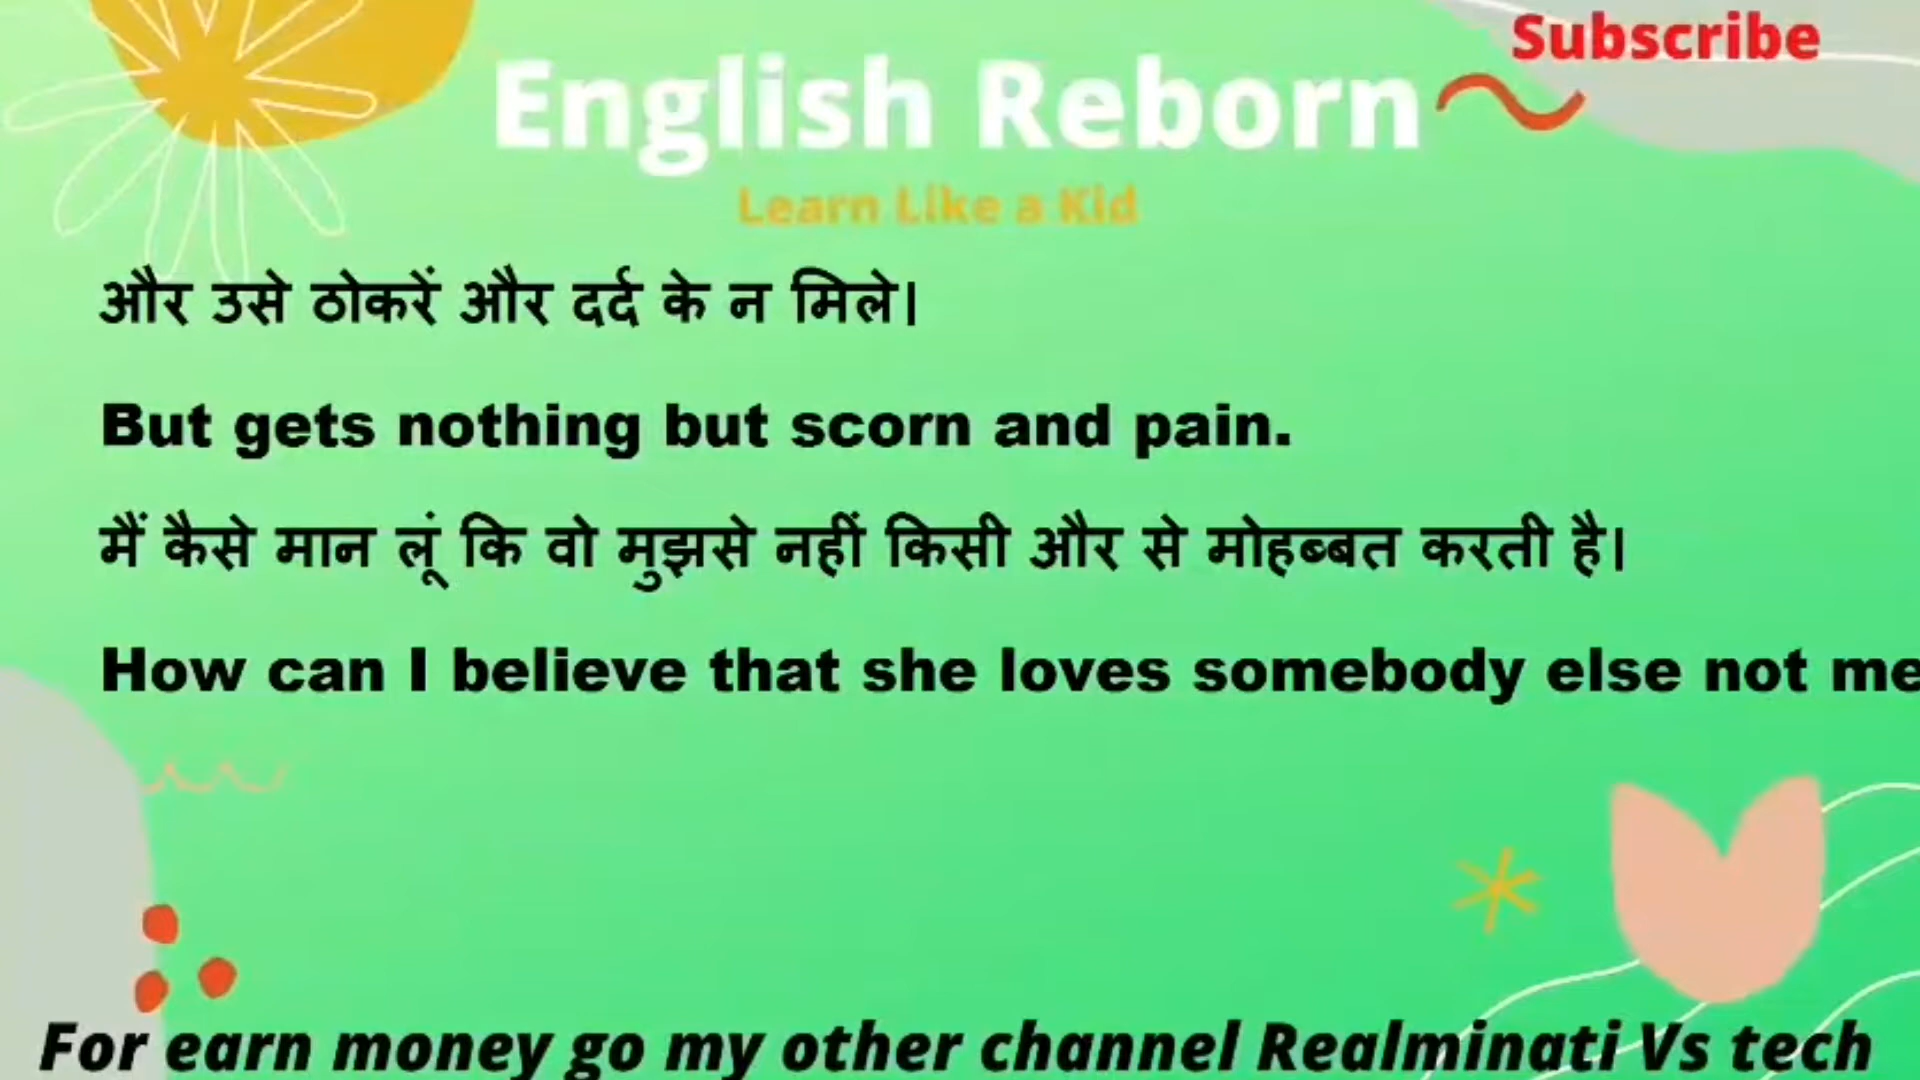 Subscribe
English Reborn
Learn Like a Kid
और उसे ठोकरें और दर्द के न मिले।
But gets nothing but scorn and pain.
मैं कैसे मान लूं कि वो मुझसे नहीं किसी और से मोहब्बत करती है।
How can I believe that she loves somebody else not me
For earn money go my other channel Realminati Vs tech